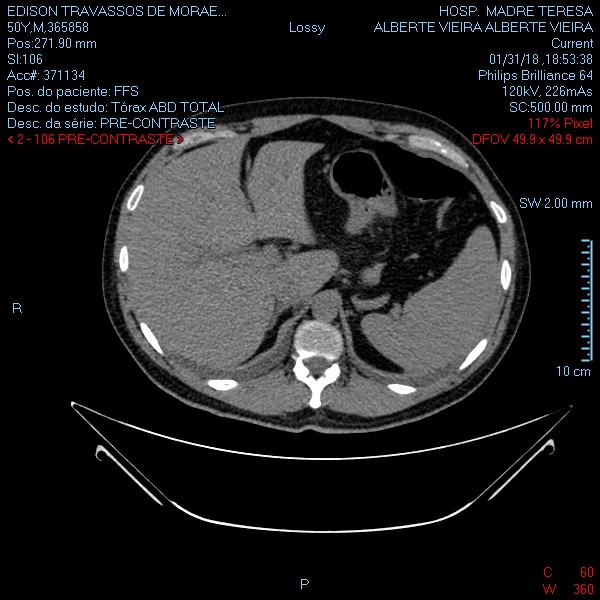 EDISON TRAVASSOS DE MORAE...
50Y,M,365858
Pos:271.90 mm
SI:106
Acc#: 371134
Pos. do paciente: FFS
Desc. do estudo: Tórax ABD TOTAL
Desc. da série: PRE-CONTRASTE
< 2 - 106 PRE-CONTRASTE >
Lossy
HOSP. MADRE TERESA
ALBERTE VIEIRA ALBERTE VIEIRA
Current
01/31/18 ,18:53:38
Philips Brilliance 64
120kV, 226mAs
SC:500.00 mm
117% Pixel
DFOV 49.9 x 49.9 cm
SW 2.00 mm
R
10 cm
P
C 60
W 360